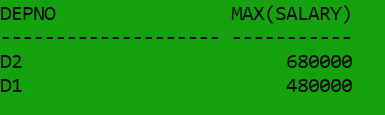 DEPNO                MAX(SALARY)
-------------------- -----------
D2                        680000
D1                        480000